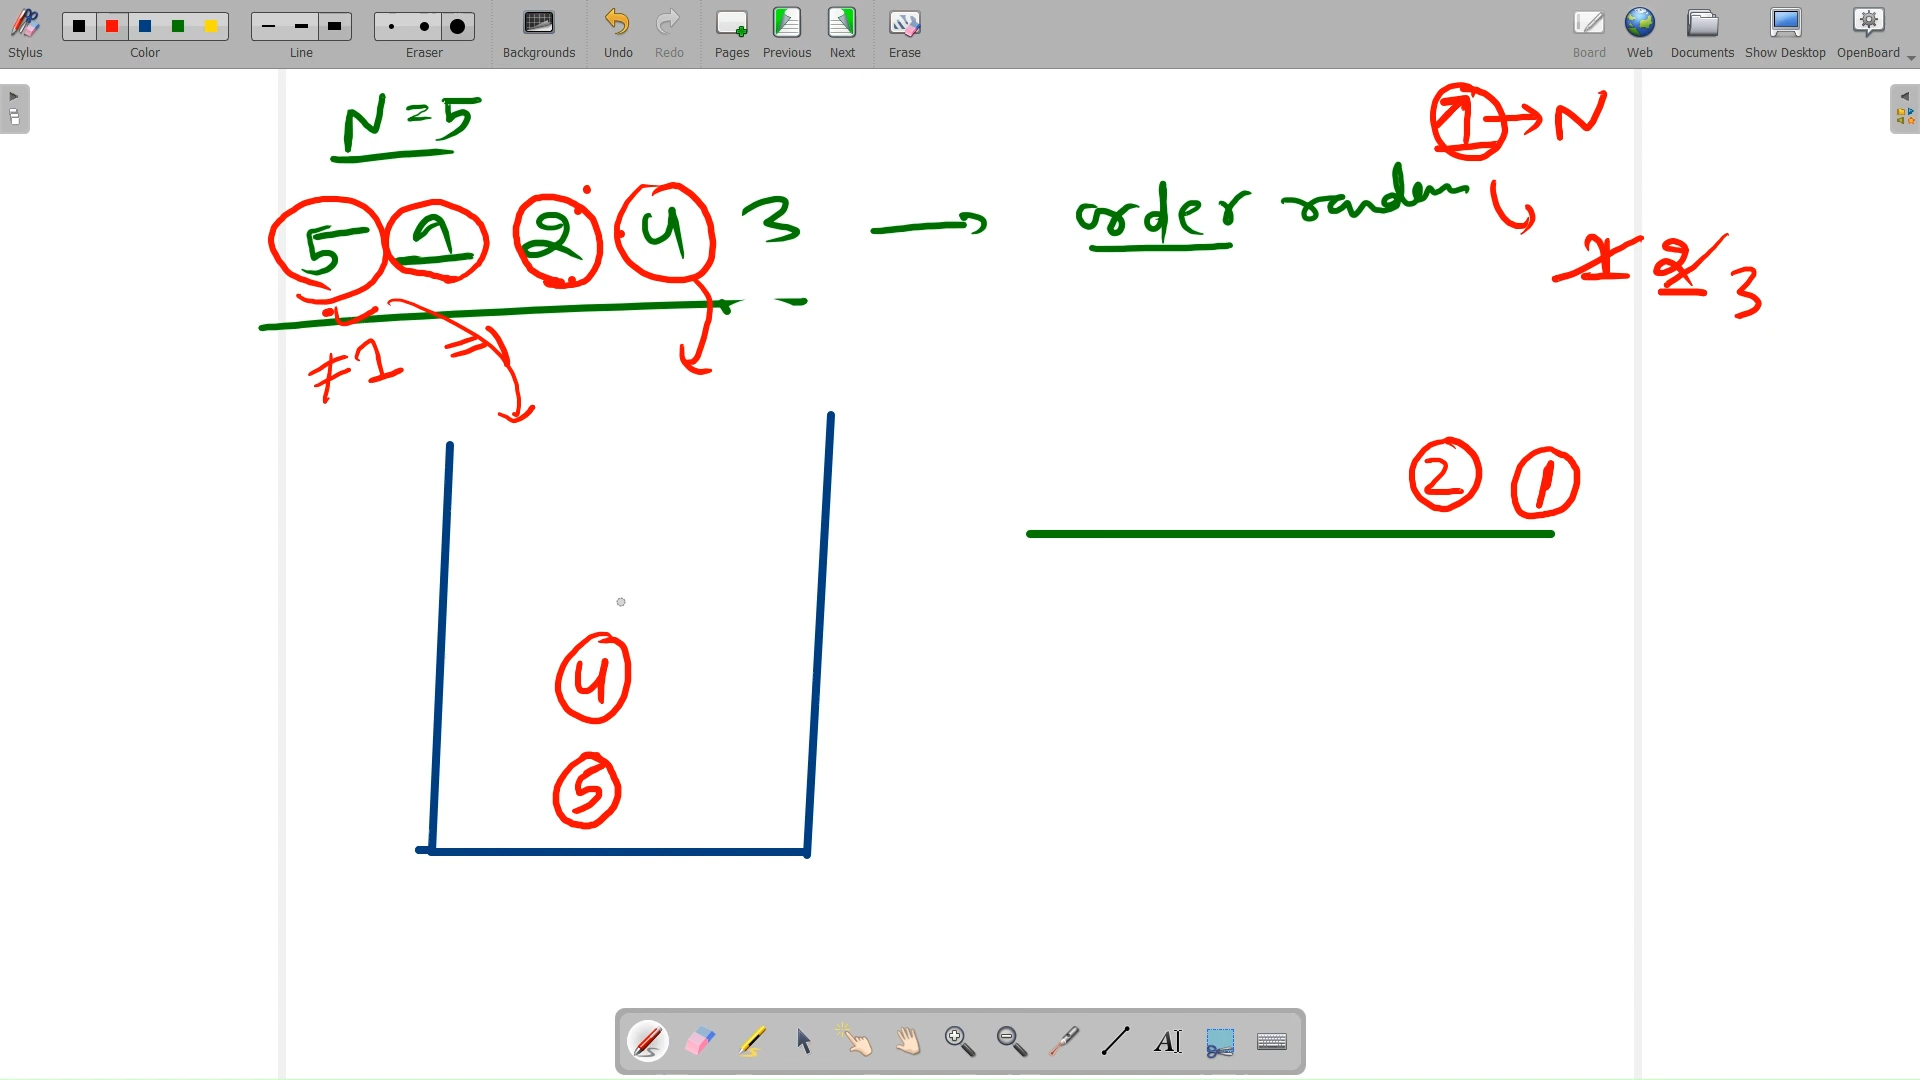 Stylus Color Line Eraser Backgrounds Undo Redo Pages Previous Next Erase Board Web Documents Show Desktop OpenBoard
N = 5
1 → N
5 1 2 4 3 → order random
1 2 3
≠ 1
2 1
4
5